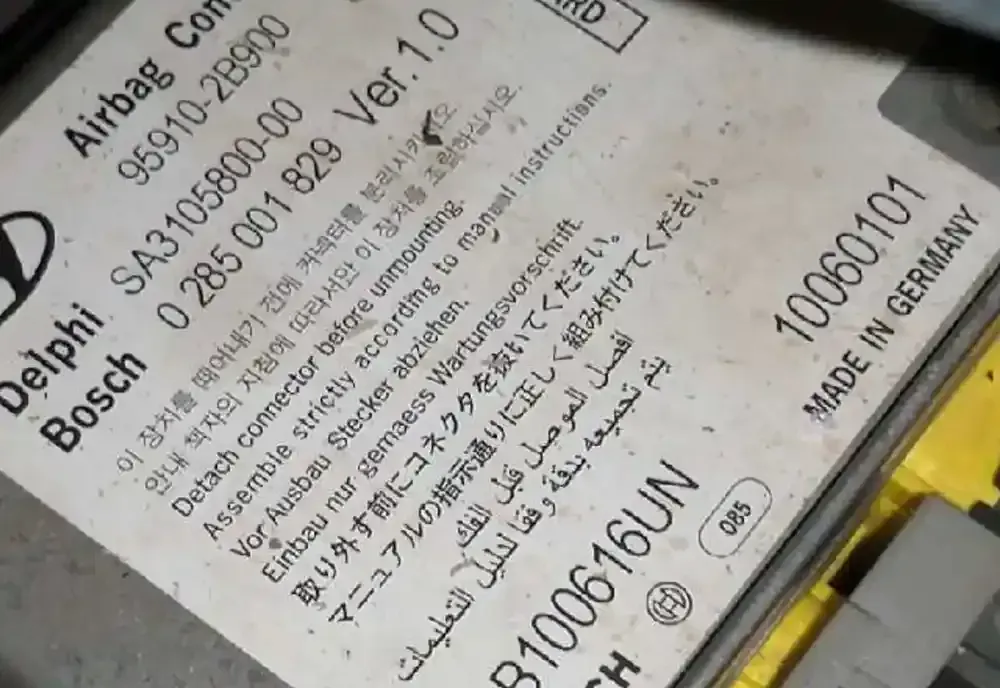 Airbag
95910-2B900
SA3105800-00
0 285 001 829 Ver.1.0
Delphi
Bosch
이 장치를 떼어내기 전에 커넥터를 분리시키시오.
안내 책자의 지침에 따라서만 이 장치를 조립하십시오.
Detach connector before unmounting.
Assemble strictly according to manual instructions.
Vor Ausbau Stecker abziehen.
Einbau nur gemaess Wartungsvorschrift.
取り外す前にコネクタを抜いてください。
マニュアルの指示通りに正しく組み付けてください。
افصل الموصل قبل الفك
يتم تجميعه بدقة وفقا لدليل التعليمات
10060101
MADE IN GERMANY
B100616UN
085